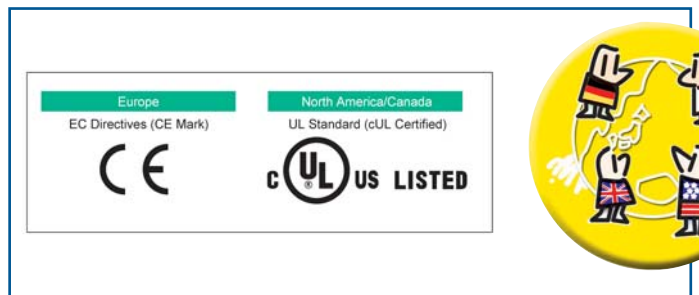 Europe
EC Directives (CE Mark)
CE
North America/Canada
UL Standard (cUL Certified)
C UL ® US LISTED